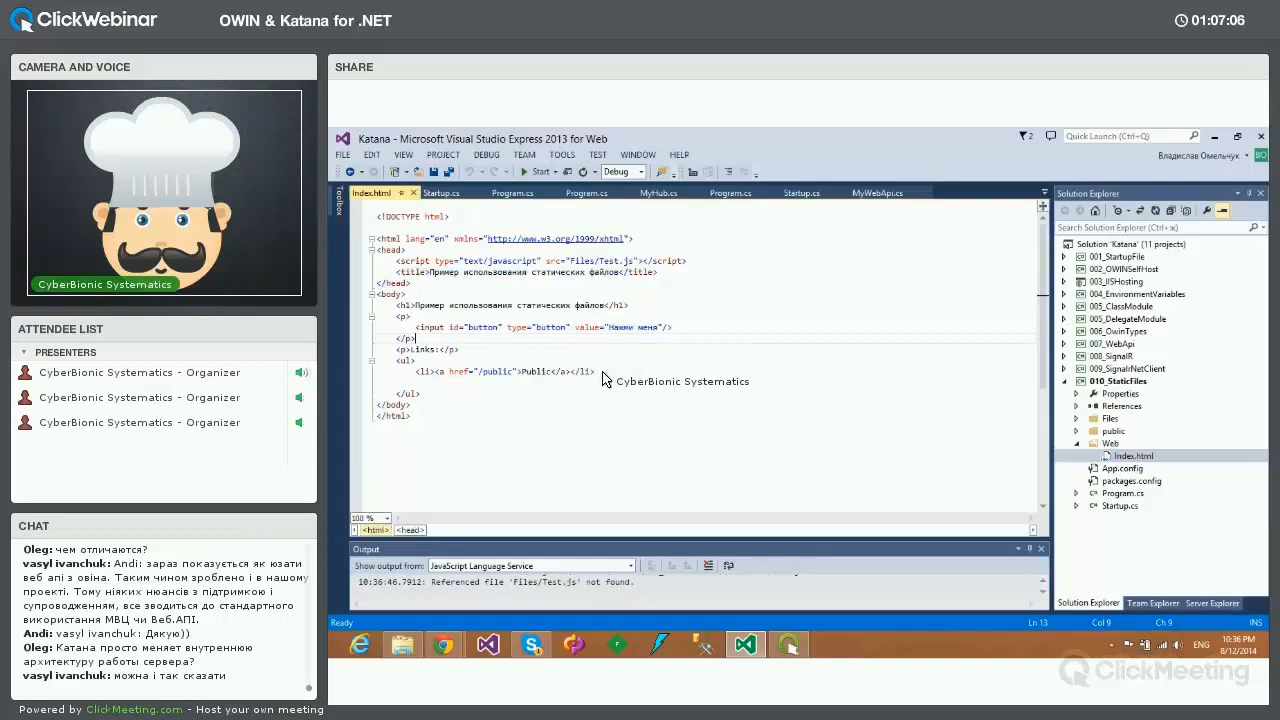 ClickWebinar
OWIN & Katana for .NET
01:07:06
CAMERA AND VOICE
CyberBionic Systematics
ATTENDEE LIST
PRESENTERS
CyberBionic Systematics - Organizer
CyberBionic Systematics - Organizer
CyberBionic Systematics - Organizer
CHAT
Oleg: чем отличаются?
vasyl ivanchuk: Andi: зараз показується як юзати
веб апі з овіна. Таким чином зроблено і в нашому
проекті. Тому ніяких нюансів з підтримкою і
супроводженням, все зводиться до стандартного
використання МВЦ чи Веб.АПІ.
Andi: vasyl ivanchuk: Дякую))
Oleg: Катана просто меняет внутреннюю
архитектуру работы сервера?
vasyl ivanchuk: можна і так сказати
Powered by ClickMeeting.com - Host your own meeting
SHARE
Katana - Microsoft Visual Studio Express 2013 for Web
2
Quick Launch (Ctrl+Q)
FILE EDIT VIEW PROJECT DEBUG TEAM TOOLS TEST WINDOW HELP
Владислав Омельчук
ВО
Start
Debug
Toolbox
Index.html Startup.cs Program.cs Program.cs MyHub.cs Program.cs Startup.cs MyWebApi.cs
<!DOCTYPE html>
<html lang="en" xmlns="http://www.w3.org/1999/xhtml">
<head>
<script type="text/javascript" src="Files/Test.js"></script>
<title>Пример использования статических файлов</title>
</head>
<body>
<h1>Пример использования статических файлов</h1>
<p>
<input id="button" type="button" value="Нажми меня"/>
</p>
<p>Links:</p>
<ul>
<li><a href="/public">Public</a></li>
CyberBionic Systematics
</ul>
</body>
</html>
100 %
<html> <head>
Output
Show output from: JavaScript Language Service
10:36:46.7912: Referenced file 'Files/Test.js' not found.
Solution Explorer
Search Solution Explorer (Ctrl+ж)
Solution 'Katana' (11 projects)
001_StartupFile
002_OWINSelfHost
003_IISHosting
004_EnvironmentVariables
005_ClassModule
005_DelegateModule
006_OwinTypes
007_WebApi
008_SignalR
009_SignalrNetClient
010_StaticFiles
Properties
References
Files
public
Web
Index.html
App.config
packages.config
Program.cs
Startup.cs
Solution Explorer Team Explorer Server Explorer
Ready
Ln 13 Col 9 Ch 9 INS
ENG
10:36 PM
8/12/2014
ClickMeeting